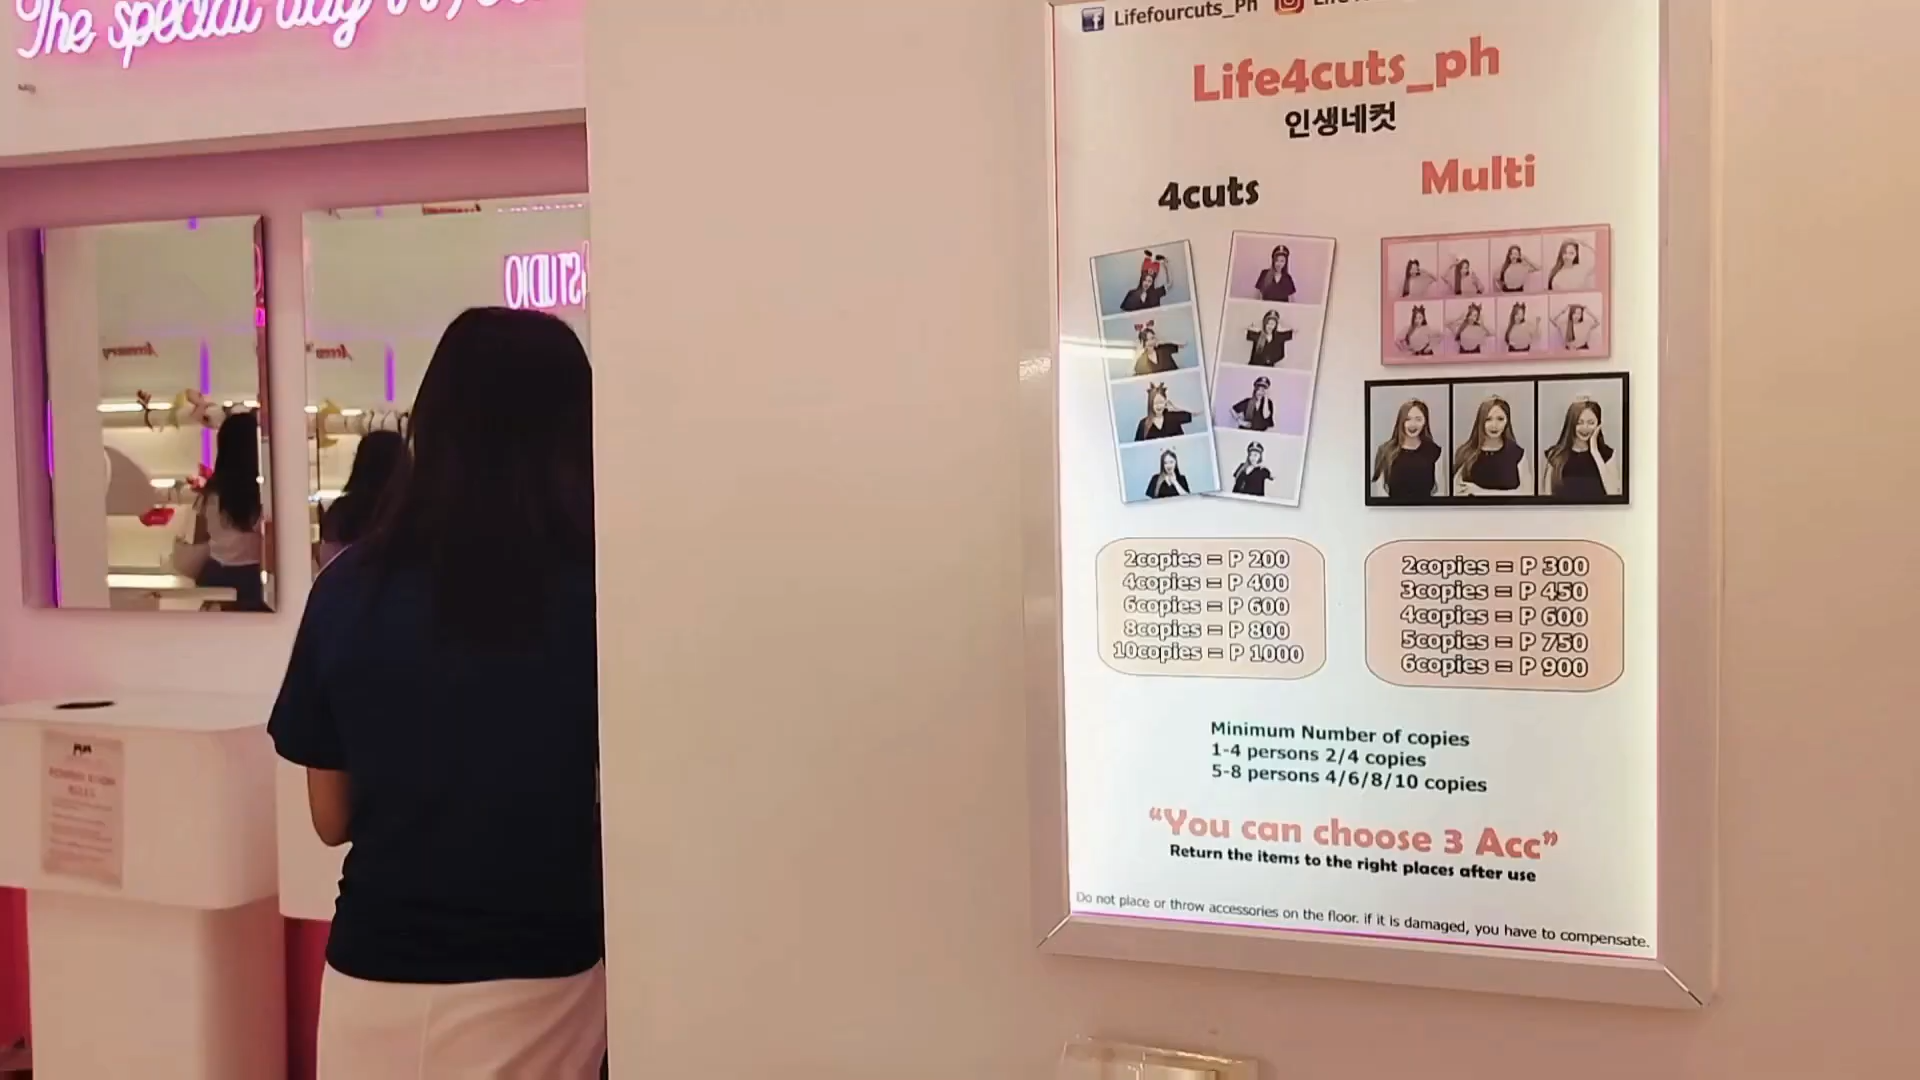 The special day
STUDIO
Lifefourcuts_Ph
Life4cuts_ph
인생네컷
4cuts
Multi
2copies = P 200
4copies = P 400
6copies = P 600
8copies = P 800
10copies = P 1000
2copies = P 300
3copies = P 450
4copies = P 600
5copies = P 750
6copies = P 900
Minimum Number of copies
1-4 persons 2/4 copies
5-8 persons 4/6/8/10 copies
“You can choose 3 Acc”
Return the items to the right places after use
Do not place or throw accessories on the floor. if it is damaged, you have to compensate.